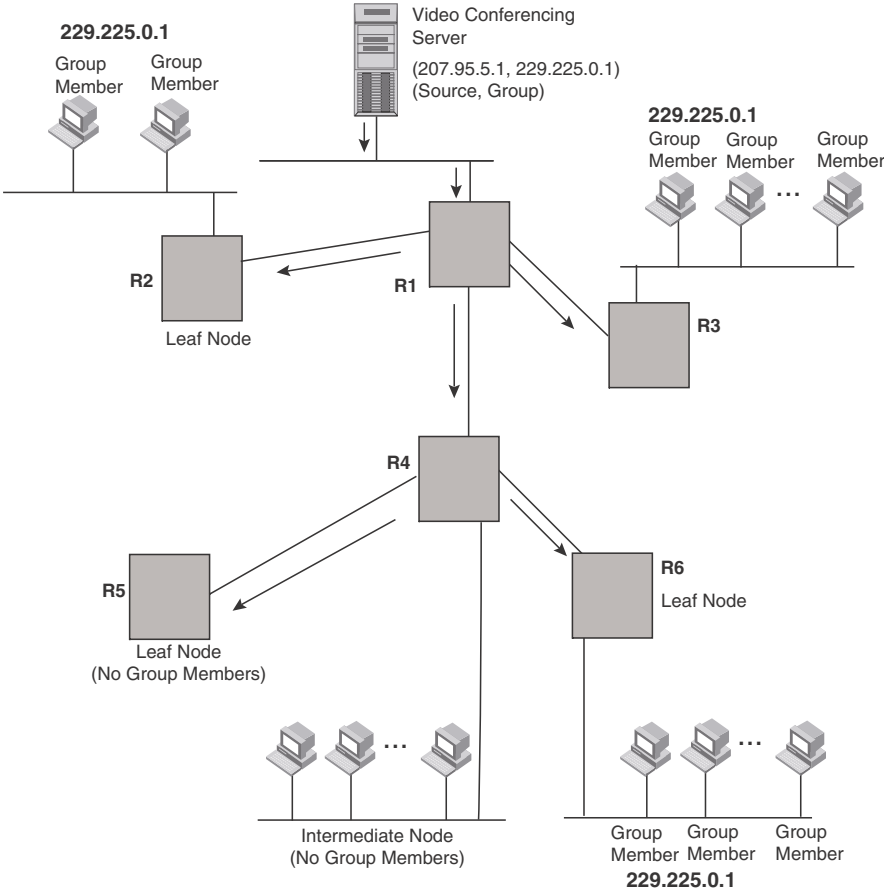 Video Conferencing
Server
(207.95.5.1, 229.225.0.1)
(Source, Group)
229.225.0.1
Group
Member
Group
Member
229.225.0.1
Group
Member
Group
Member
...
Group
Member
R2
Leaf Node
R1
R3
R4
R5
Leaf Node
(No Group Members)
R6
Leaf Node
...
Intermediate Node
(No Group Members)
...
Group
Member
Group
Member
Group
Member
229.225.0.1